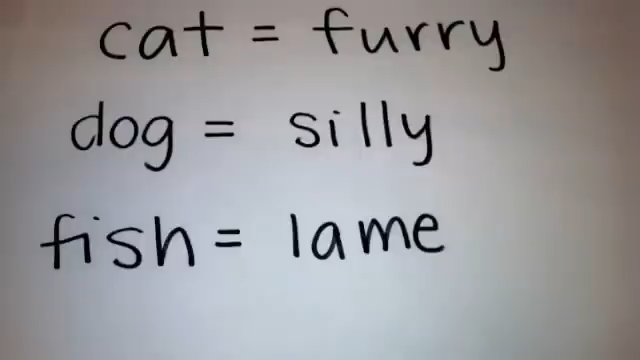 cat = furry
dog = silly
fish = lame